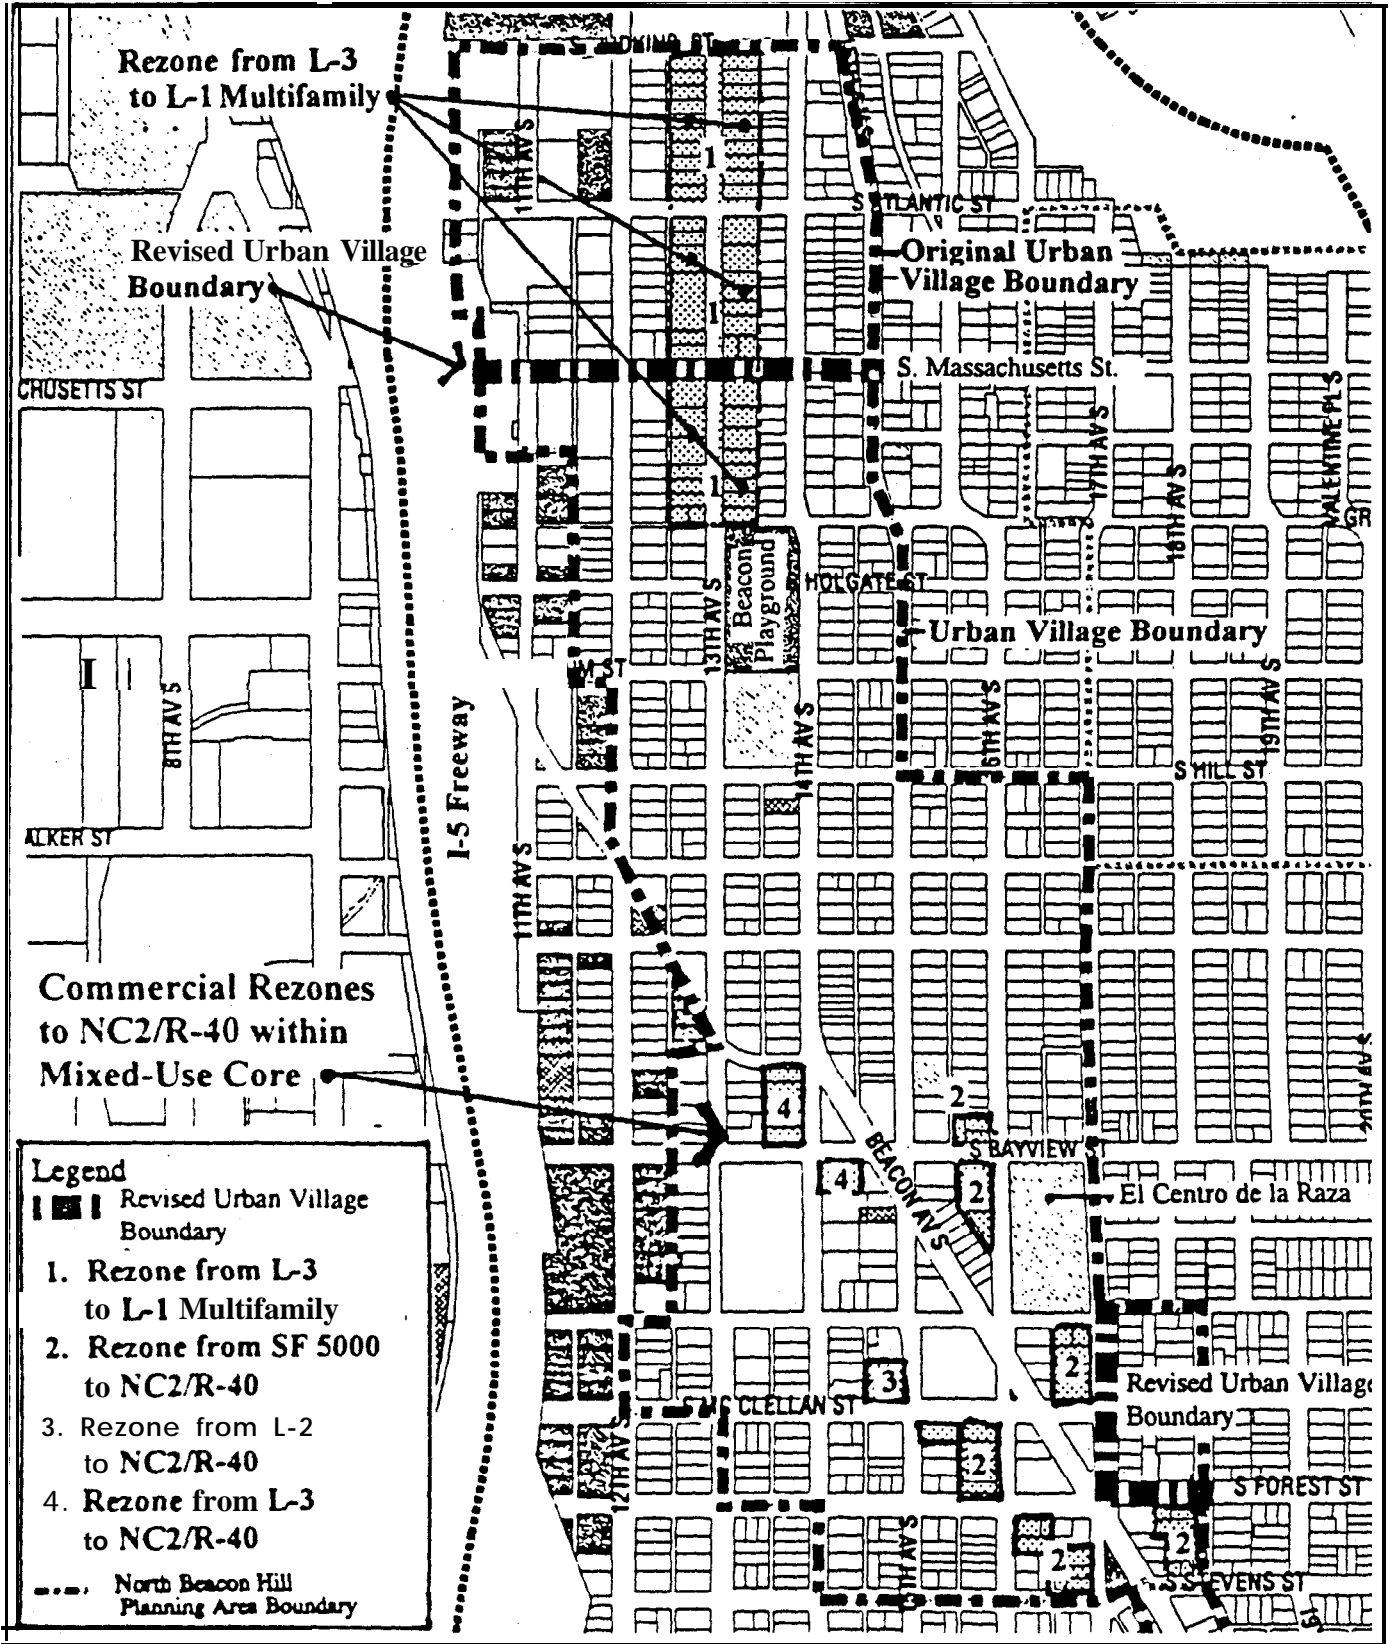 Rezone from L-3
to L-1 Multifamily
11TH AV S
1
S ATLANTIC ST
Revised Urban Village
Boundary
Original Urban
Village Boundary
1
S. Massachusetts St.
CHUSETTS ST
VALENTINE PL S
17TH AV S
18TH AV S
1
GR
13TH AV S
Beacon
Playground
HOLGATE ST
Urban Village Boundary
M ST
I
8TH AV S
I-5 Freeway
14TH AV S
6TH AV S
19TH AV S
S HILL ST
ALKER ST
11TH AV S
Commercial Rezones
to NC2/R-40 within
Mixed-Use Core
4
2
BEACON AV S
S BAYVIEW ST
4
2
El Centro de la Raza
Legend
Revised Urban Village
Boundary
1. Rezone from L-3
to L-1 Multifamily
2. Rezone from SF 5000
to NC2/R-40
3. Rezone from L-2
to NC2/R-40
4. Rezone from L-3
to NC2/R-40
North Beacon Hill
Planning Area Boundary
2
3
Revised Urban Village
Boundary
S MC CLELLAN ST
12TH AV S
2
S FOREST ST
2
2
S STEVENS ST